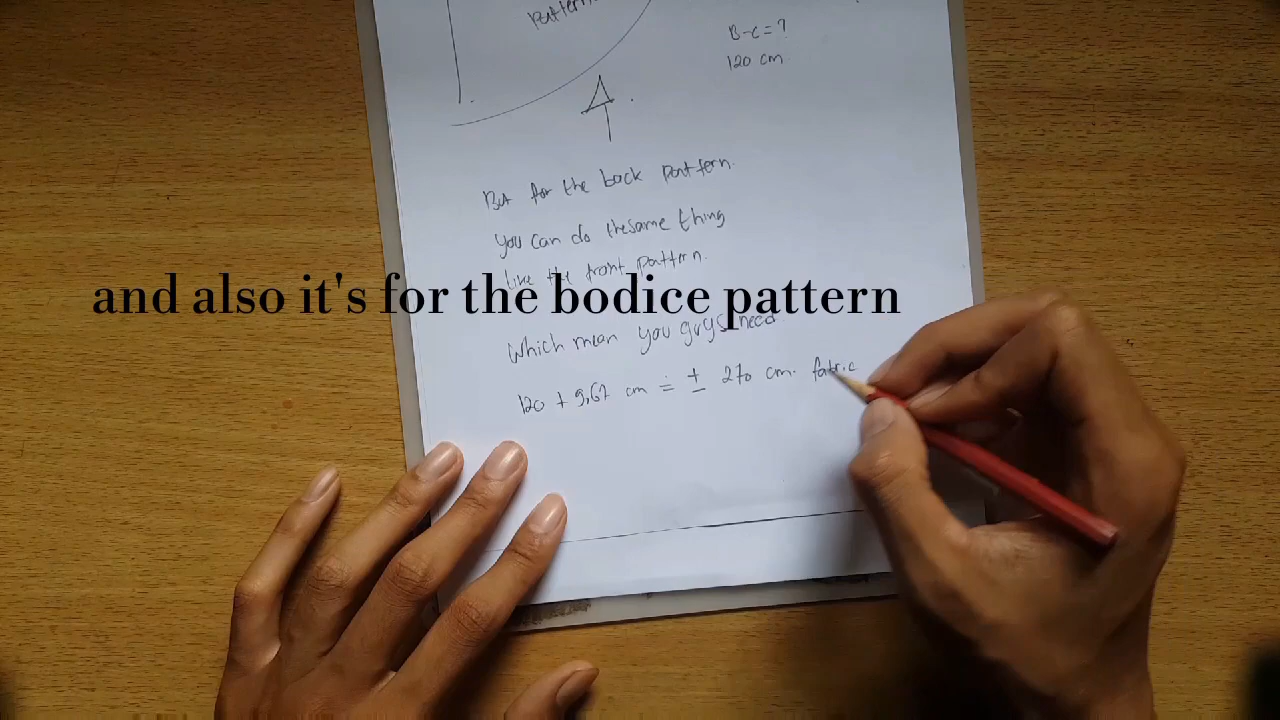 Pattern
B-c = ?
120 cm
But for the back pattern.
You can do the same thing
like the front pattern.
and also it's for the bodice pattern
Which mean you guys need
120 + 9,67 cm ≐ ± 270 cm. fabric